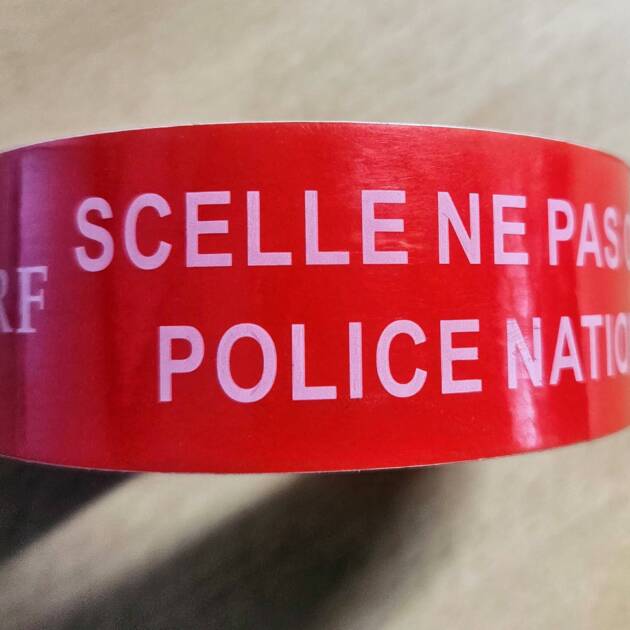 RF
SCELLE NE PAS
POLICE NATIO